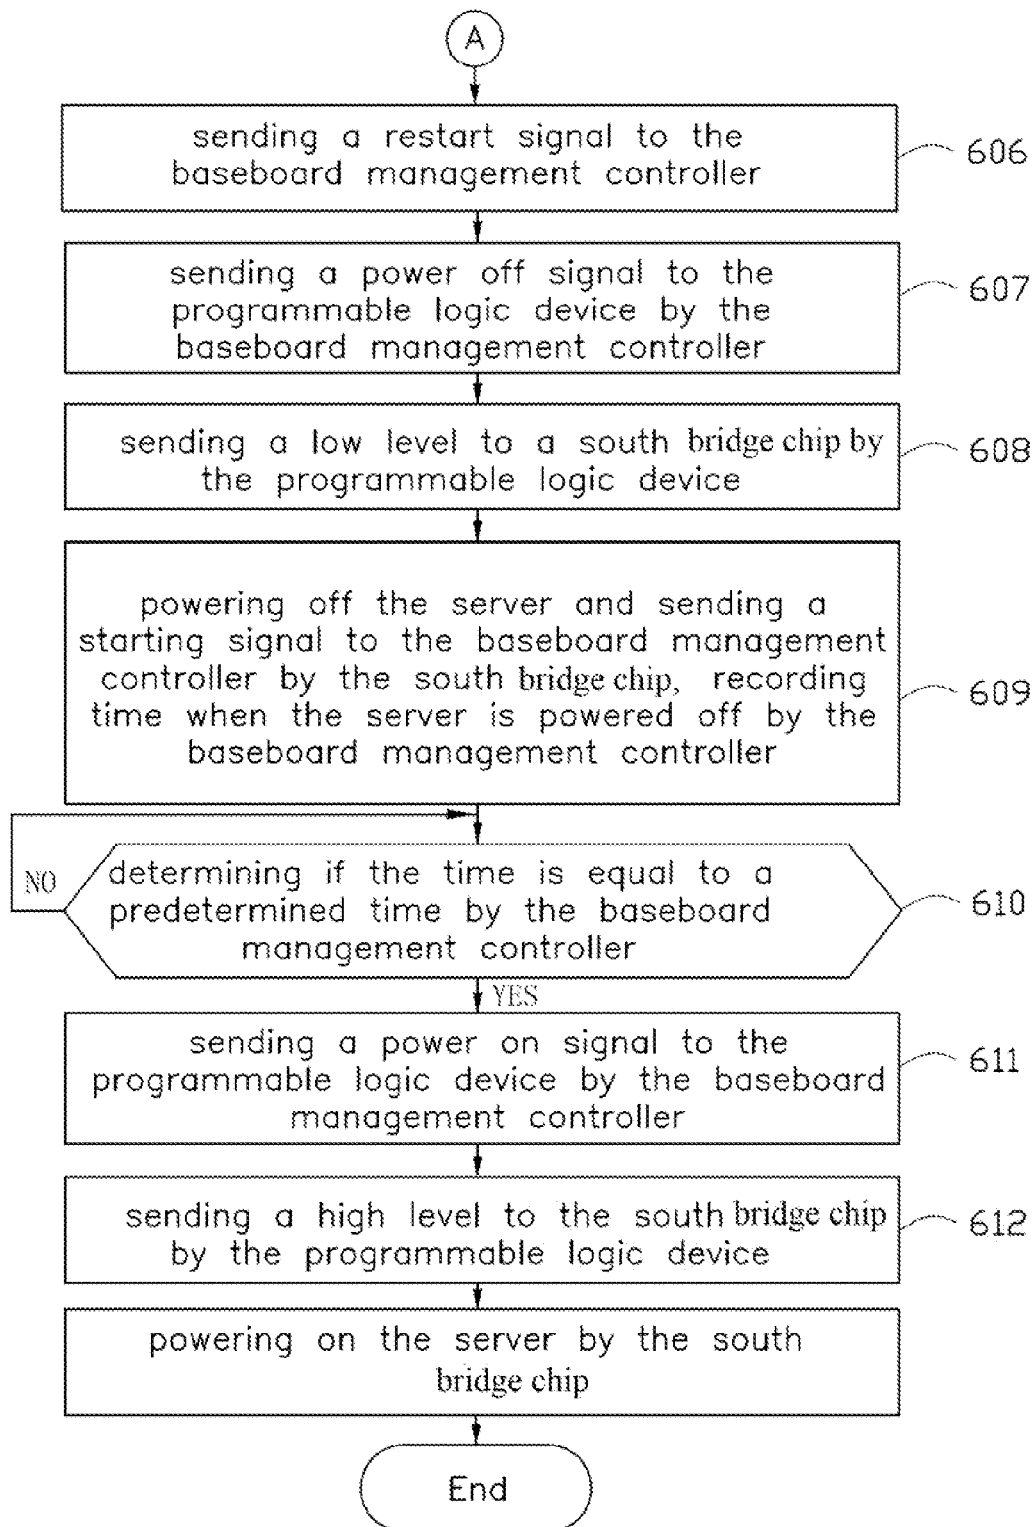 A
sending a restart signal to the
baseboard management controller
606
sending a power off signal to the
programmable logic device by the
baseboard management controller
607
sending a low level to a south bridge chip by
the programmable logic device
608
powering off the server and sending a
starting signal to the baseboard management
controller by the south bridge chip, recording
time when the server is powered off by the
baseboard management controller
609
NO
determining if the time is equal to a
predetermined time by the baseboard
management controller
610
YES
sending a power on signal to the
programmable logic device by the baseboard
management controller
611
sending a high level to the south bridge chip
by the programmable logic device
612
powering on the server by the south
bridge chip
End